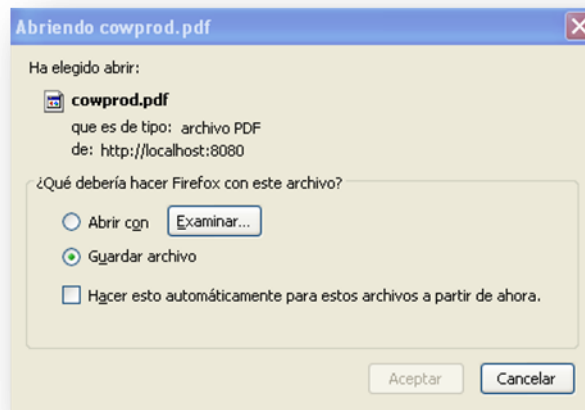 Abriendo cowprod.pdf
Ha elegido abrir:
cowprod.pdf
que es de tipo: archivo PDF
de: http://localhost:8080
¿Qué debería hacer Firefox con este archivo?
Abrir con Examinar...
Guardar archivo
Hacer esto automáticamente para estos archivos a partir de ahora.
Aceptar Cancelar